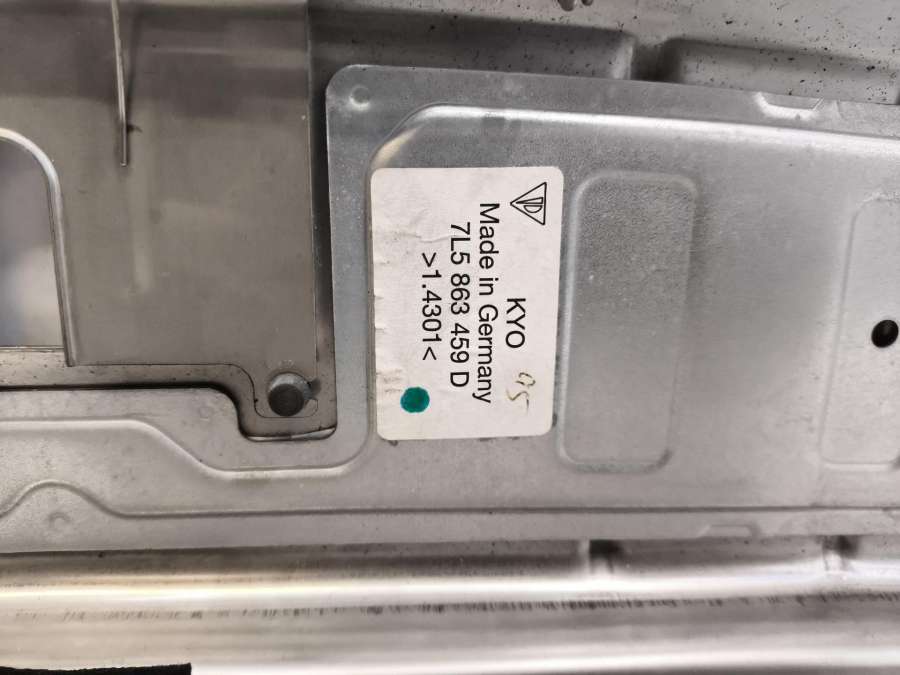 KYO
Made in Germany
7L5 863 459 D
>1.4301<